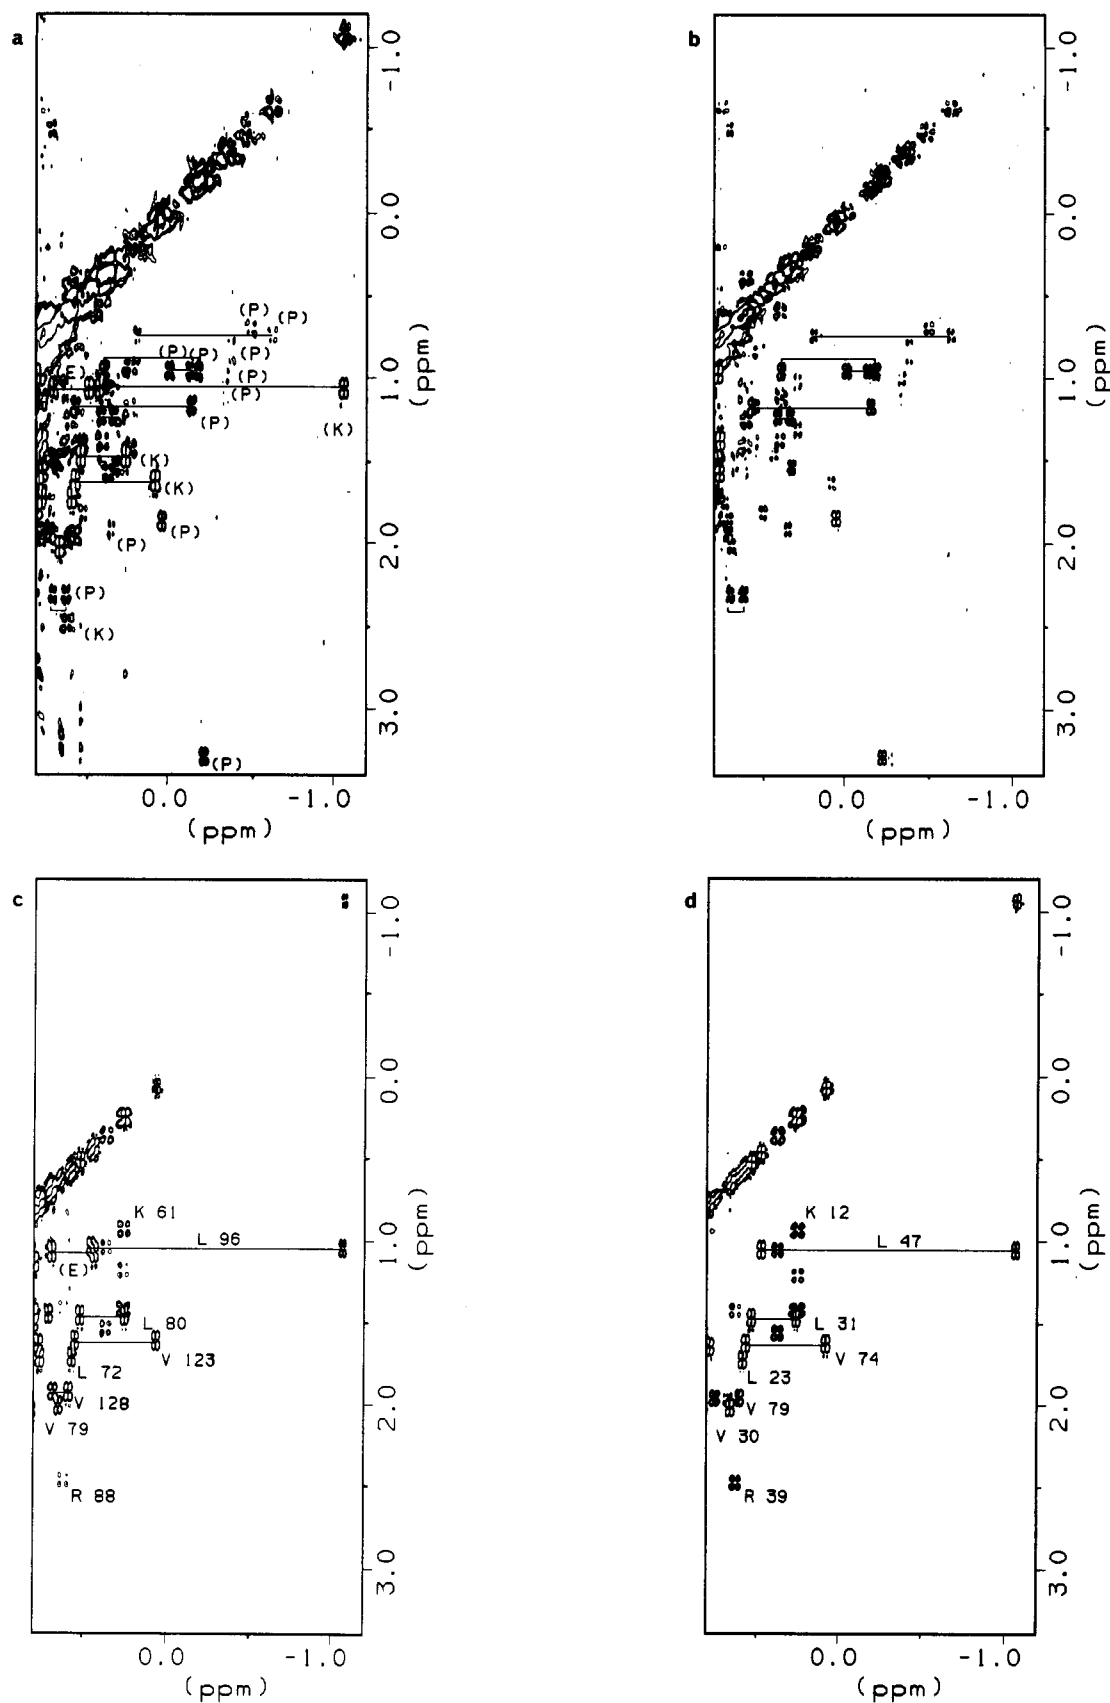 a
b
-1.0
0.0
1.0
2.0
3.0
(ppm)
(P)
(P)
(P)
(P)
(P)
(E)
(P)
(P)
(P)
(K)
(K)
(K)
(P)
(P)
(P)
(K)
(P)
0.0
-1.0
(ppm)
-1.0
0.0
1.0
2.0
3.0
(ppm)
0.0
-1.0
(ppm)
c
d
-1.0
0.0
1.0
2.0
3.0
(ppm)
K 61
L 96
(E)
L 80
V 123
L 72
V 128
V 79
R 88
0.0
-1.0
(ppm)
-1.0
0.0
1.0
2.0
3.0
(ppm)
K 12
L 47
L 31
V 74
L 23
V 79
V 30
R 39
0.0
-1.0
(ppm)